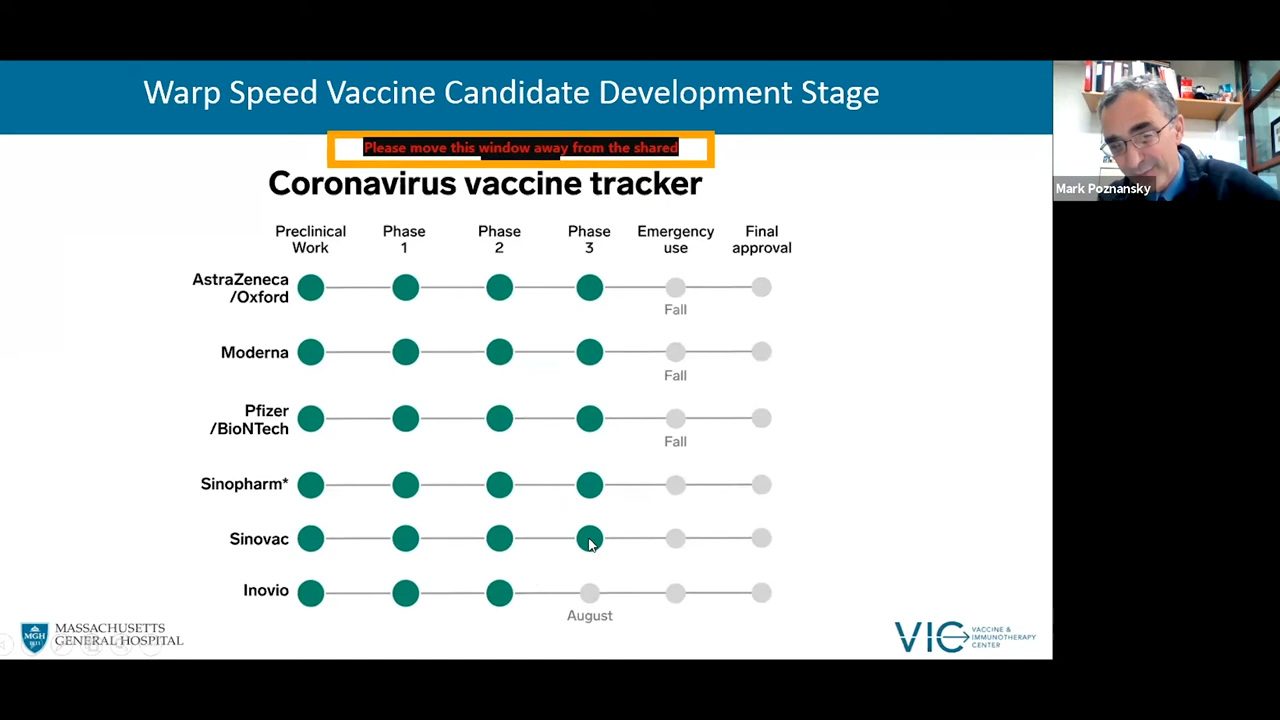 Warp Speed Vaccine Candidate Development Stage
Please move this window away from the shared
Coronavirus vaccine tracker
Preclinical Work
Phase 1
Phase 2
Phase 3
Emergency use
Final approval
AstraZeneca
/Oxford
Fall
Moderna
Fall
Pfizer
/BioNTech
Fall
Sinopharm*
Sinovac
Inovio
August
MGH
1811
MASSACHUSETTS
GENERAL HOSPITAL
VIC
VACCINE &
IMMUNOTHERAPY
CENTER
Mark Poznansky